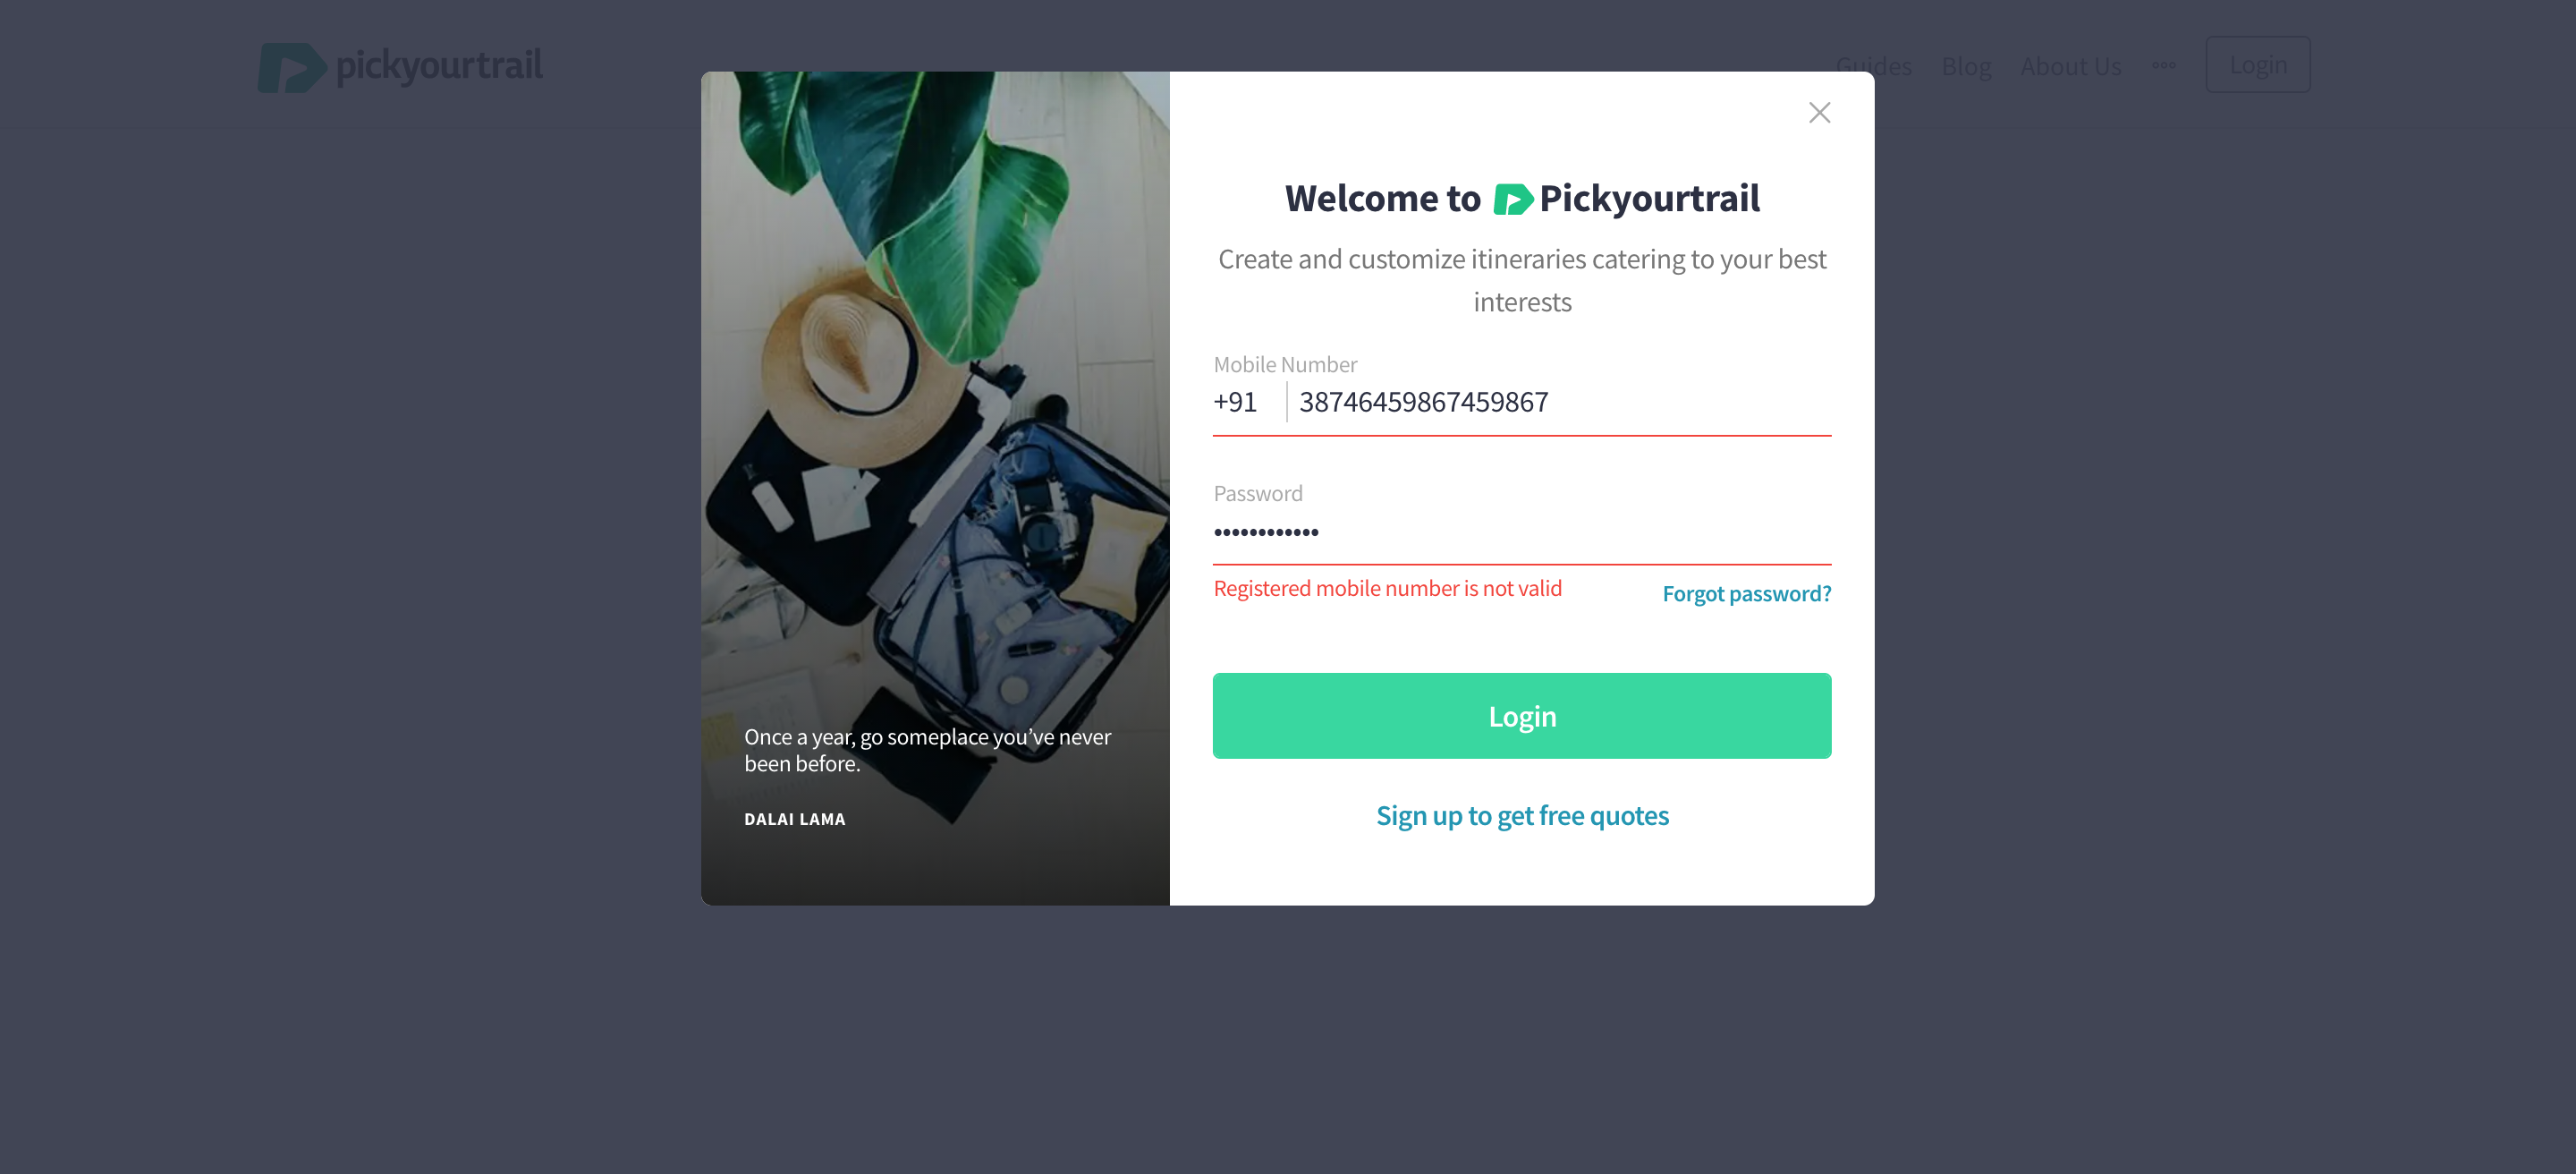 pickyourtrail
Guides Blog About Us Login
Welcome to Pickyourtrail
Create and customize itineraries catering to your best
interests
Mobile Number
+91 38746459867459867
Password
••••••••••••
Registered mobile number is not valid
Forgot password?
Login
Sign up to get free quotes
Once a year, go someplace you’ve never
been before.
DALAI LAMA